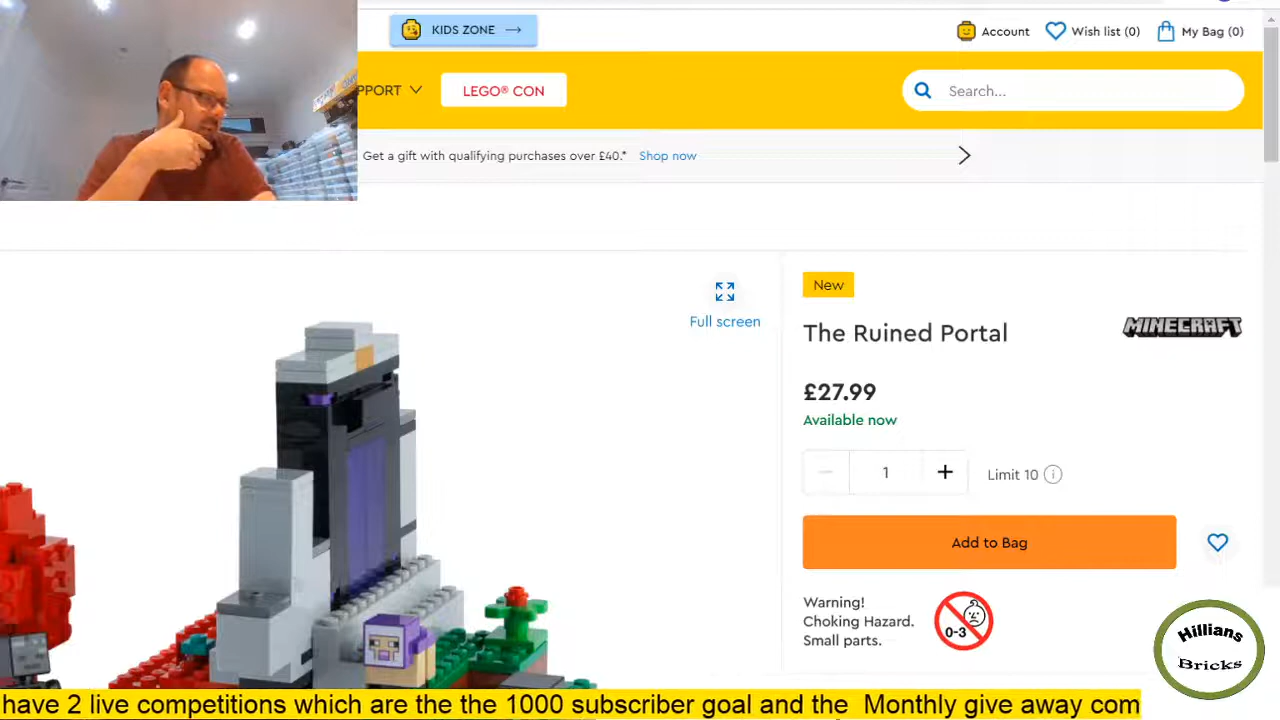 KIDS ZONE
Account
Wish list (0)
My Bag (0)
PPORT
LEGO® CON
Search...
Get a gift with qualifying purchases over £40.* Shop now
Full screen
New
The Ruined Portal
MINECRAFT
£27.99
Available now
1
Limit 10
Add to Bag
Warning!
Choking Hazard.
Small parts.
0-3
Hillians
Bricks
have 2 live competitions which are the the 1000 subscriber goal and the Monthly give away com